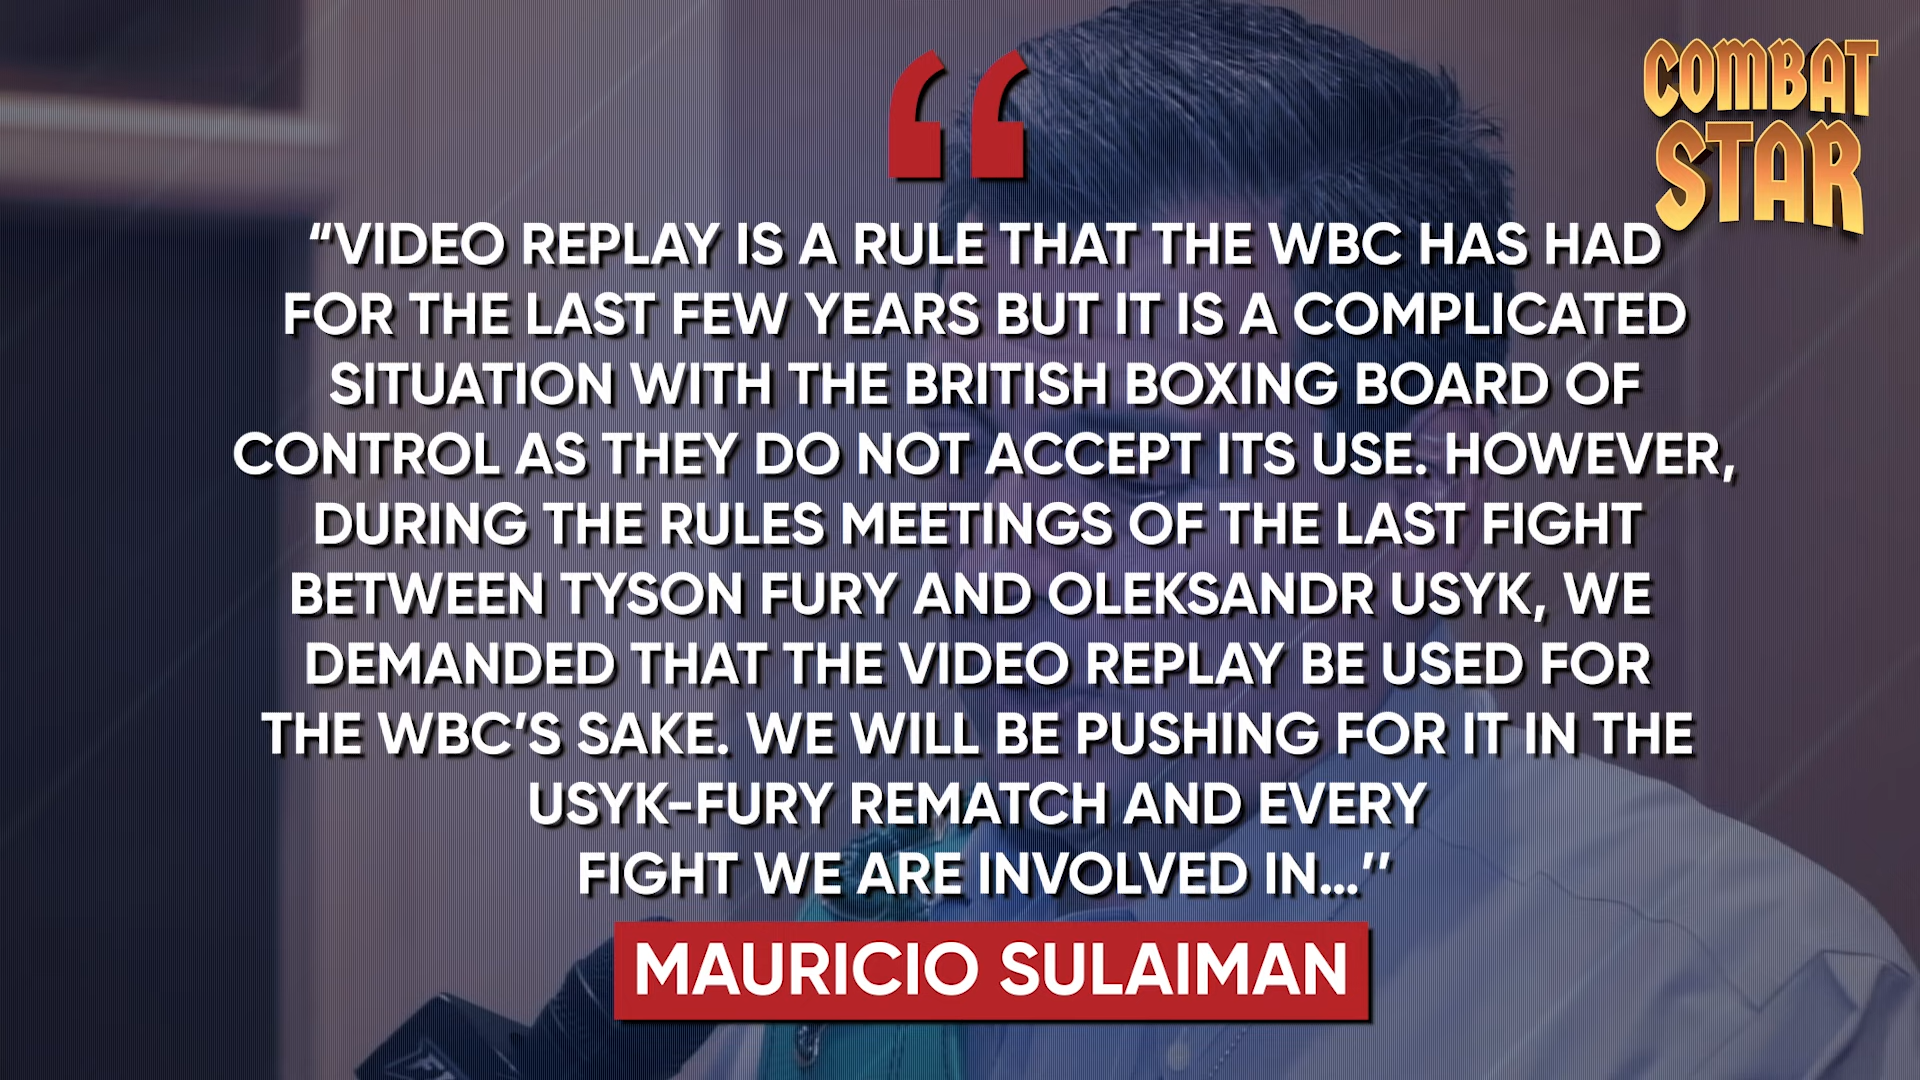 COMBAT
STAR
“VIDEO REPLAY IS A RULE THAT THE WBC HAS HAD
FOR THE LAST FEW YEARS BUT IT IS A COMPLICATED
SITUATION WITH THE BRITISH BOXING BOARD OF
CONTROL AS THEY DO NOT ACCEPT ITS USE. HOWEVER,
DURING THE RULES MEETINGS OF THE LAST FIGHT
BETWEEN TYSON FURY AND OLEKSANDR USYK, WE
DEMANDED THAT THE VIDEO REPLAY BE USED FOR
THE WBC’S SAKE. WE WILL BE PUSHING FOR IT IN THE
USYK-FURY REMATCH AND EVERY
FIGHT WE ARE INVOLVED IN...’’
MAURICIO SULAIMAN